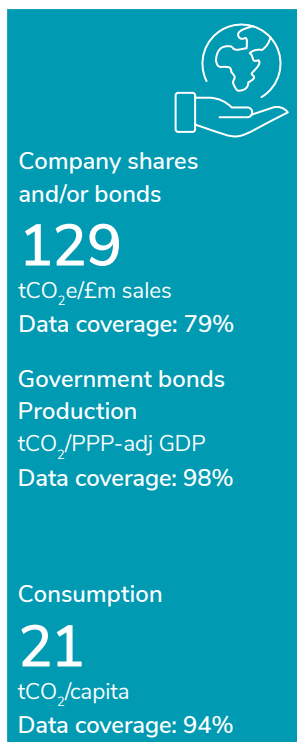 Company shares
and/or bonds
129
tCO₂e/£m sales
Data coverage: 79%
Government bonds
Production
tCO₂/PPP-adj GDP
Data coverage: 98%
Consumption
21
tCO₂/capita
Data coverage: 94%